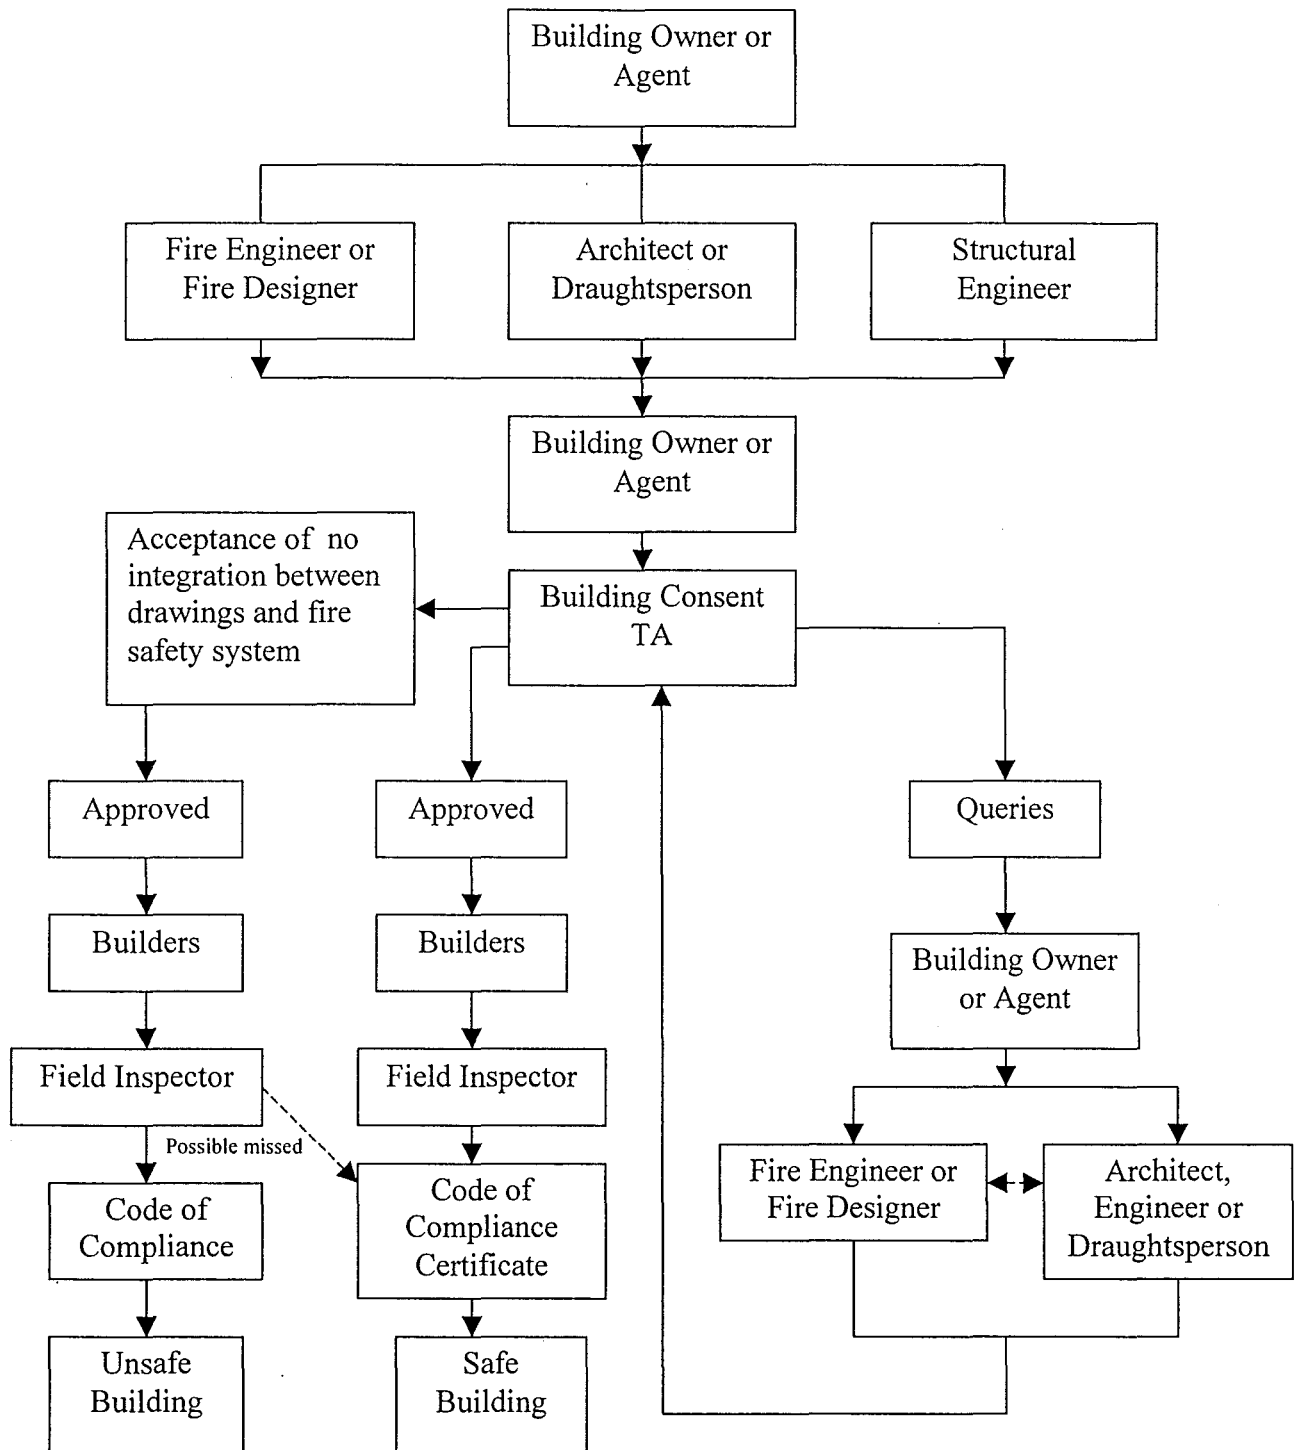 Building Owner or
Agent
Fire Engineer or
Fire Designer
Architect or
Draughtsperson
Structural
Engineer
Building Owner or
Agent
Acceptance of no
integration between
drawings and fire
safety system
Building Consent
TA
Approved
Approved
Queries
Builders
Builders
Building Owner
or Agent
Field Inspector
Field Inspector
Possible missed
Fire Engineer or
Fire Designer
Architect,
Engineer or
Draughtsperson
Code of
Compliance
Code of
Compliance
Certificate
Unsafe
Building
Safe
Building